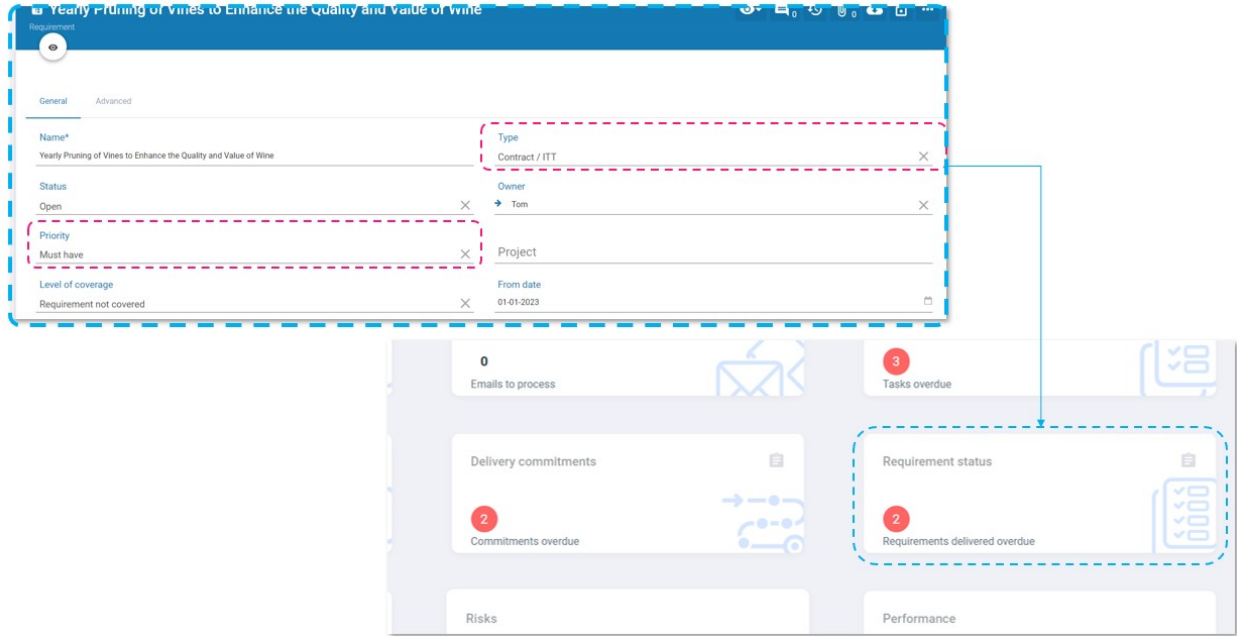 Yearly Pruning of Vines to Enhance the Quality and Value of Wine
Requirement
0
0
General Advanced
Name*
Yearly Pruning of Vines to Enhance the Quality and Value of Wine
Type
Contract / ITT
Status
Open
Owner
Tom
Priority
Must have
Project
Level of coverage
Requirement not covered
From date
01-01-2023
0
Emails to process
3
Tasks overdue
Delivery commitments
2
Commitments overdue
Requirement status
2
Requirements delivered overdue
Risks
Performance